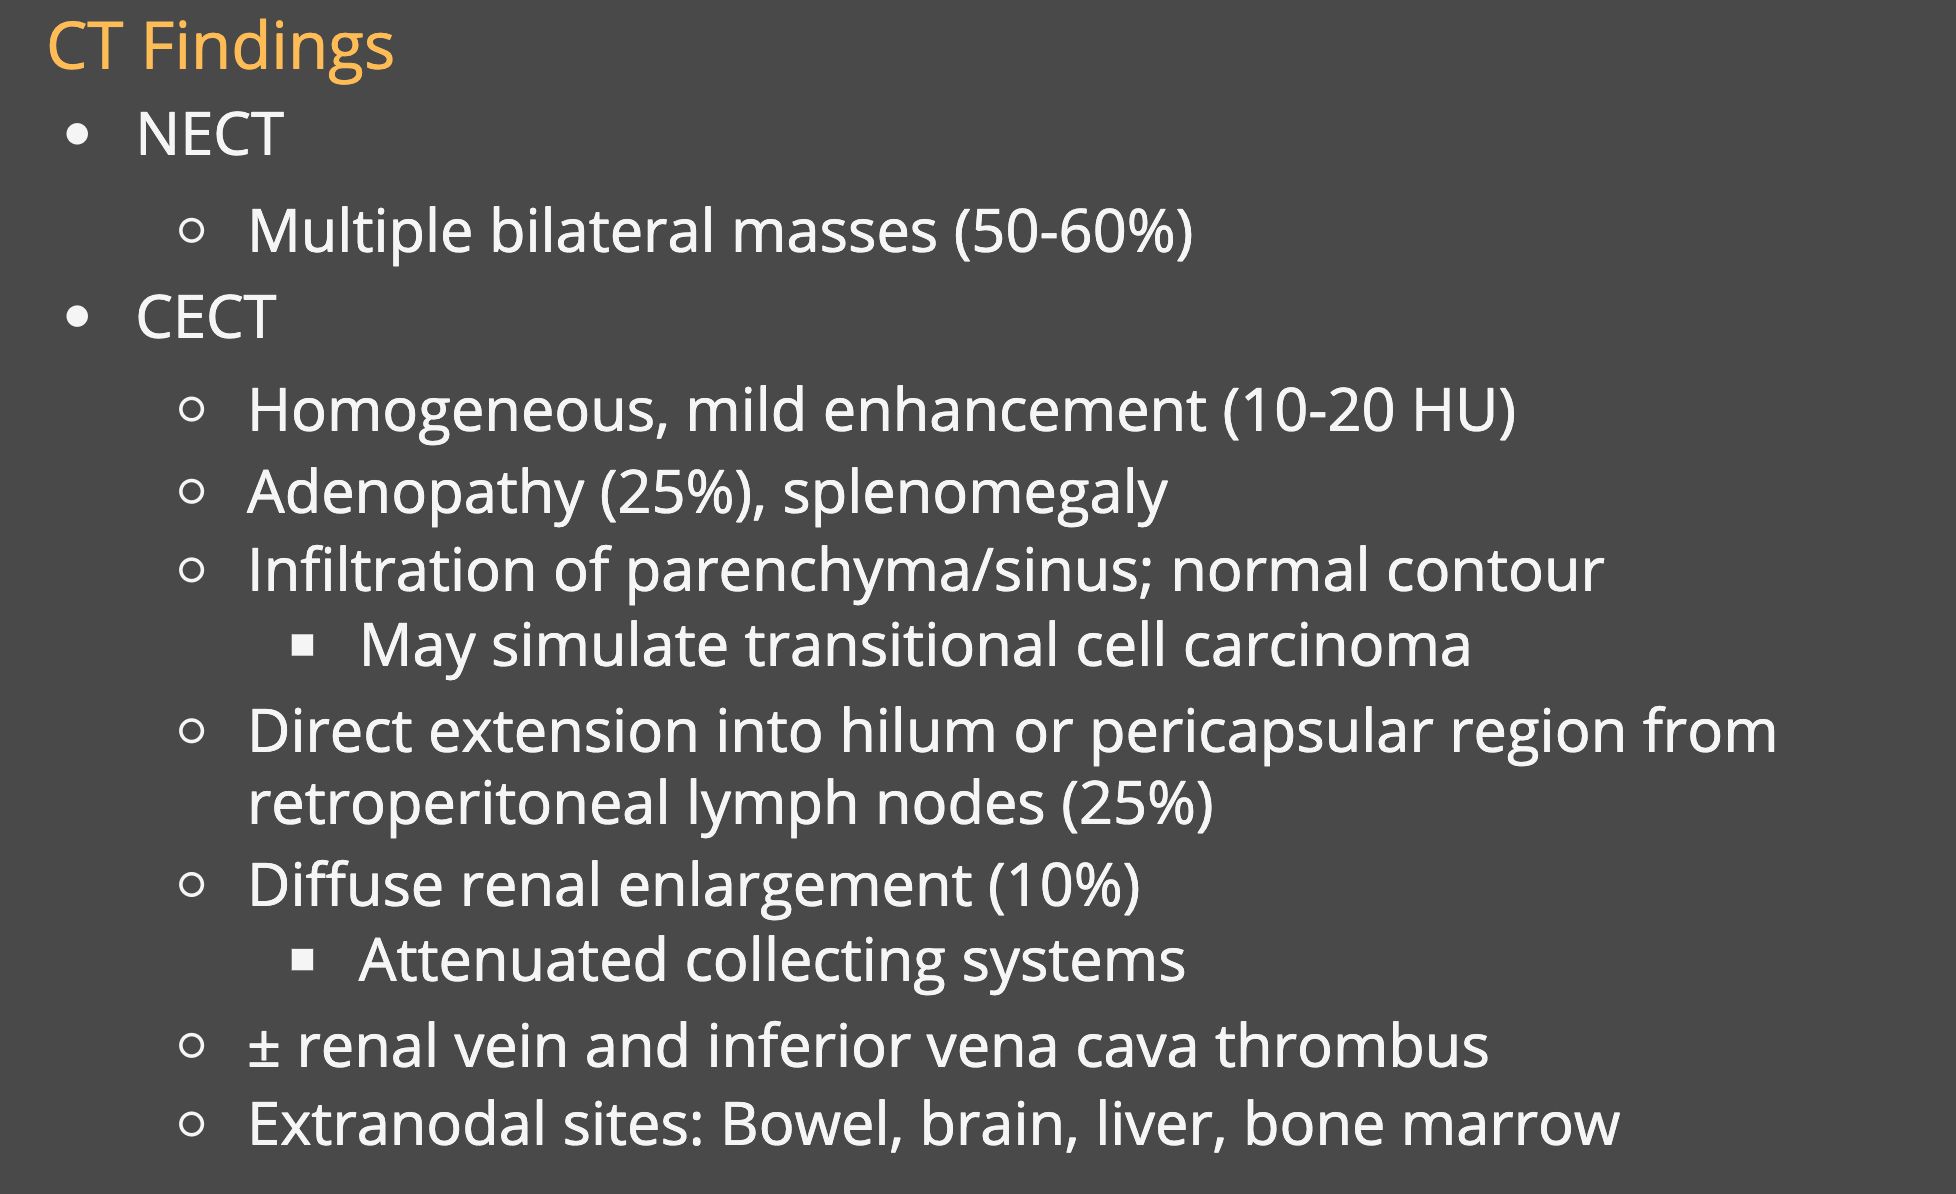 CT Findings
• NECT
○ Multiple bilateral masses (50-60%)
• CECT
○ Homogeneous, mild enhancement (10-20 HU)
○ Adenopathy (25%), splenomegaly
○ Infiltration of parenchyma/sinus; normal contour
■ May simulate transitional cell carcinoma
○ Direct extension into hilum or pericapsular region from
retroperitoneal lymph nodes (25%)
○ Diffuse renal enlargement (10%)
■ Attenuated collecting systems
○ ± renal vein and inferior vena cava thrombus
○ Extranodal sites: Bowel, brain, liver, bone marrow